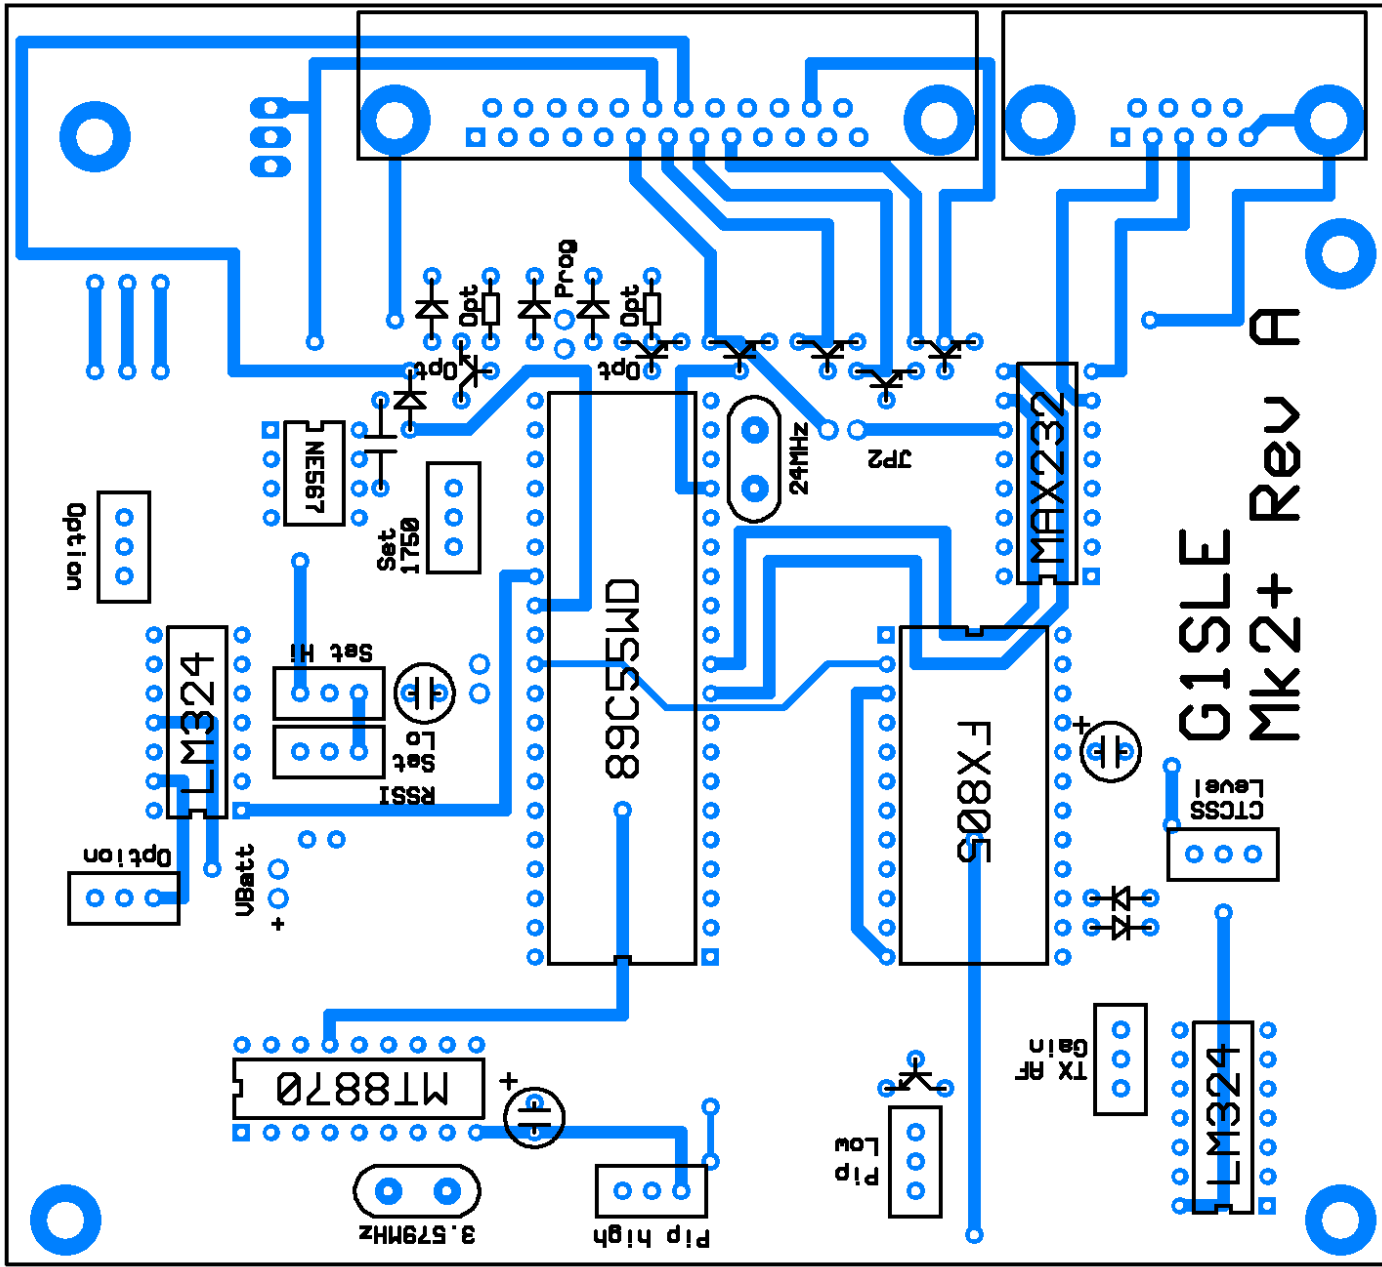 Prog
Opt
Opt
Opt
Opt
NE567
Set
1750
24MHz
JP2
MAX232
G1SLE
Mk2+ Rev A
Option
89C55WD
LM324
Set Hi
Set Lo
RSSI
+
FX805
CTCSS
Level
Option
VBatt
+
MT8870
+
TX AF
Gain
LM324
Pip
Low
3.579MHz
Pip high